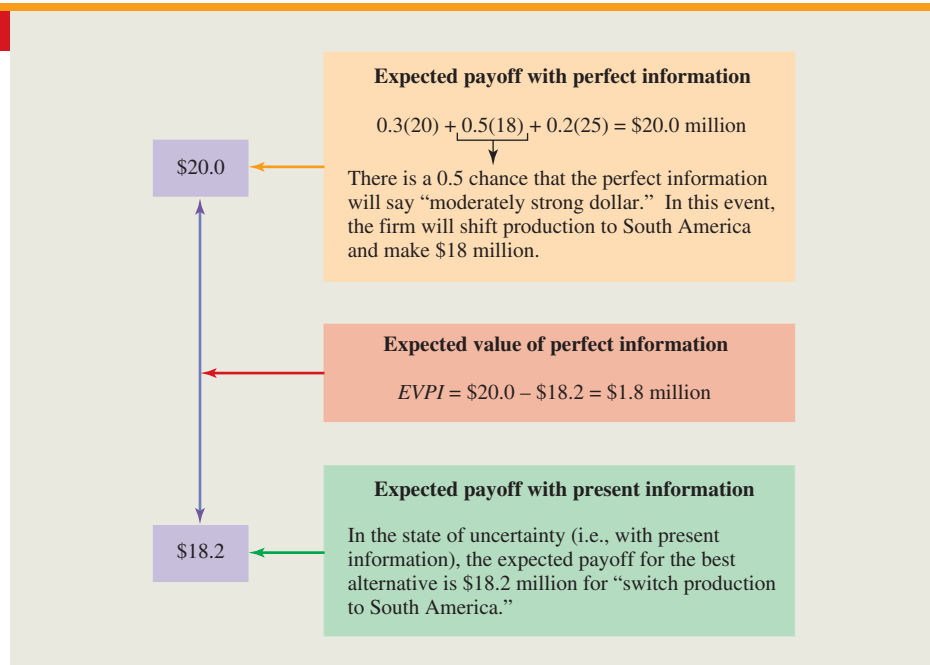 Expected payoff with perfect information
0.3(20) + 0.5(18) + 0.2(25) = $20.0 million
$20.0
There is a 0.5 chance that the perfect information
will say “moderately strong dollar.” In this event,
the firm will shift production to South America
and make $18 million.
Expected value of perfect information
EVPI = $20.0 – $18.2 = $1.8 million
Expected payoff with present information
$18.2
In the state of uncertainty (i.e., with present
information), the expected payoff for the best
alternative is $18.2 million for “switch production
to South America.”